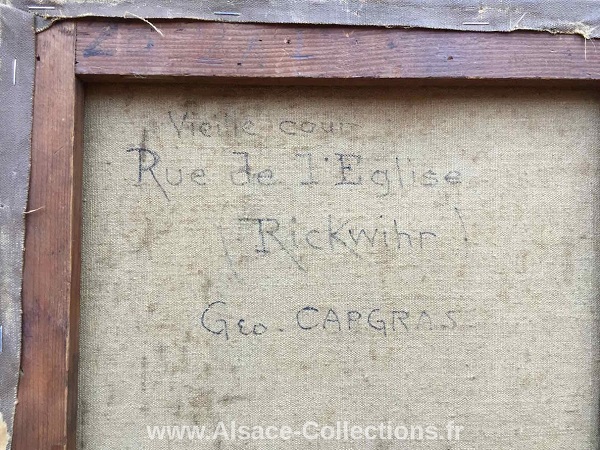 Vieille cour
Rue de l'Eglise
( Rickwihr )
Geo. CAPGRAS
www.Alsace-Collections.fr